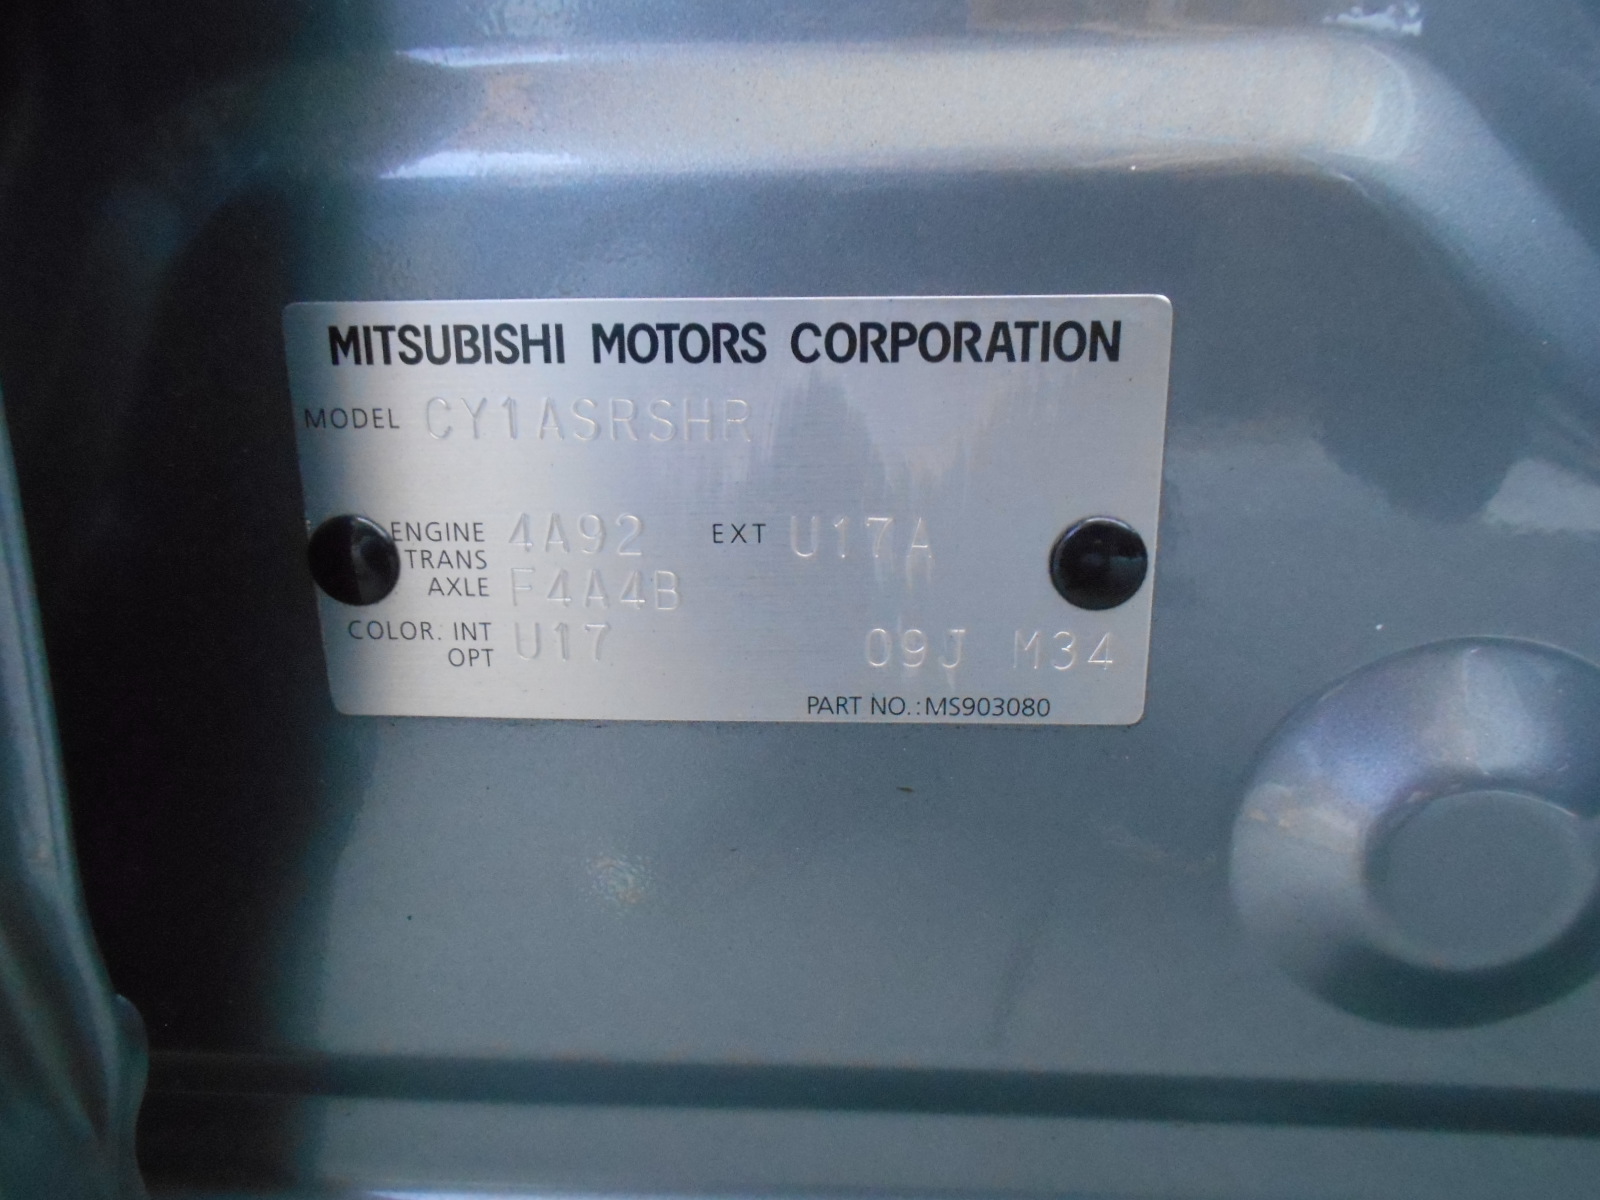 MITSUBISHI MOTORS CORPORATION
MODEL CY1ASRSHR
ENGINE 4A92 EXT U17A
TRANS
AXLE F4A4B
COLOR: INT U17
OPT 09J M34
PART NO.:MS903080